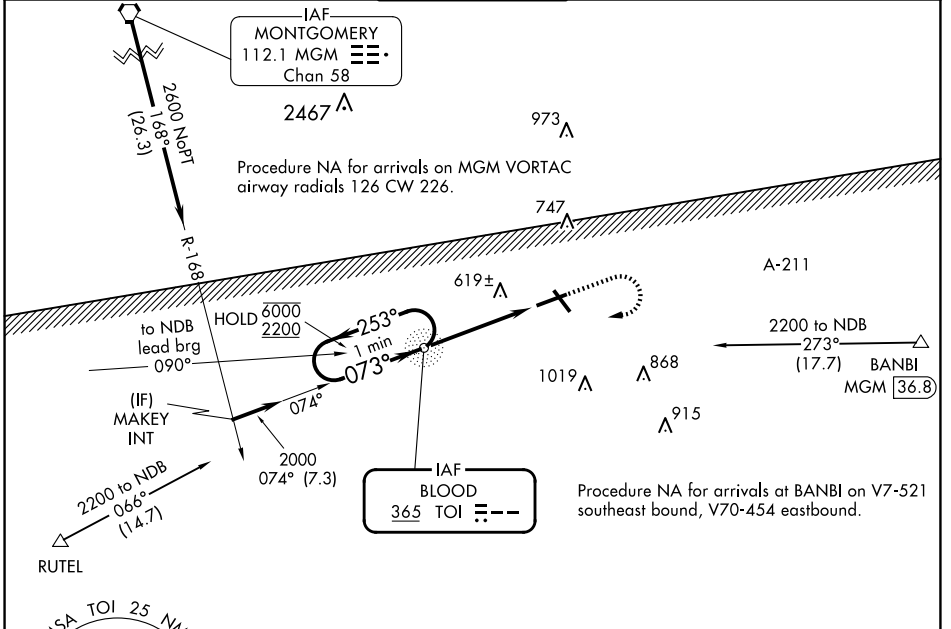 IAF
MONTGOMERY
112.1 MGM
Chan 58
2600 NoPT
168°
(26.3)
2467
973
Procedure NA for arrivals on MGM VORTAC
airway radials 126 CW 226.
747
R-168
A-211
619±
HOLD 6000
2200
253°
1 min
073°
to NDB
lead brg
090°
2200 to NDB
273°
(17.7)
BANBI
MGM 36.8
1019
868
915
(IF)
MAKEY
INT
074°
2000
074° (7.3)
2200 to NDB
066°
(14.7)
RUTEL
IAF
BLOOD
365 TOI
Procedure NA for arrivals at BANBI on V7-521
southeast bound, V70-454 eastbound.
TOI 25